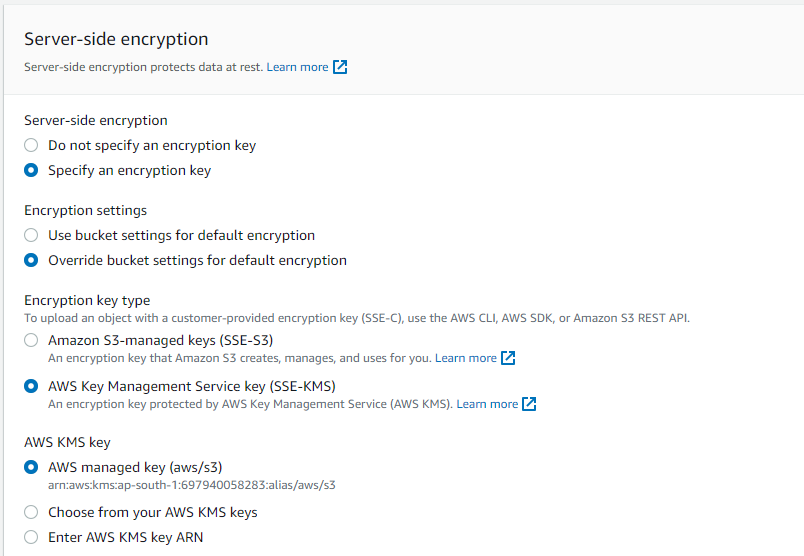 Server-side encryption
Server-side encryption protects data at rest. Learn more
Server-side encryption
Do not specify an encryption key
Specify an encryption key
Encryption settings
Use bucket settings for default encryption
Override bucket settings for default encryption
Encryption key type
To upload an object with a customer-provided encryption key (SSE-C), use the AWS CLI, AWS SDK, or Amazon S3 REST API.
Amazon S3-managed keys (SSE-S3)
An encryption key that Amazon S3 creates, manages, and uses for you. Learn more
AWS Key Management Service key (SSE-KMS)
An encryption key protected by AWS Key Management Service (AWS KMS). Learn more
AWS KMS key
AWS managed key (aws/s3)
arn:aws:kms:ap-south-1:697940058283:alias/aws/s3
Choose from your AWS KMS keys
Enter AWS KMS key ARN